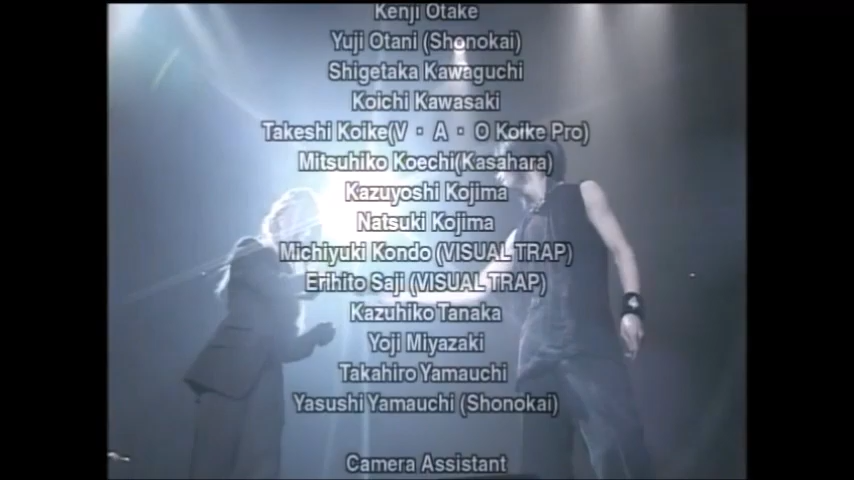 Kenji Otake
Yuji Otani (Shonokai)
Shigetaka Kawaguchi
Koichi Kawasaki
Takeshi Koike(V・A・O Koike Pro)
Mitsuhiko Koechi(Kasahara)
Kazuyoshi Kojima
Natsuki Kojima
Michiyuki Kondo (VISUAL TRAP)
Erihito Saji (VISUAL TRAP)
Kazuhiko Tanaka
Yoji Miyazaki
Takahiro Yamauchi
Yasushi Yamauchi (Shonokai)
Camera Assistant